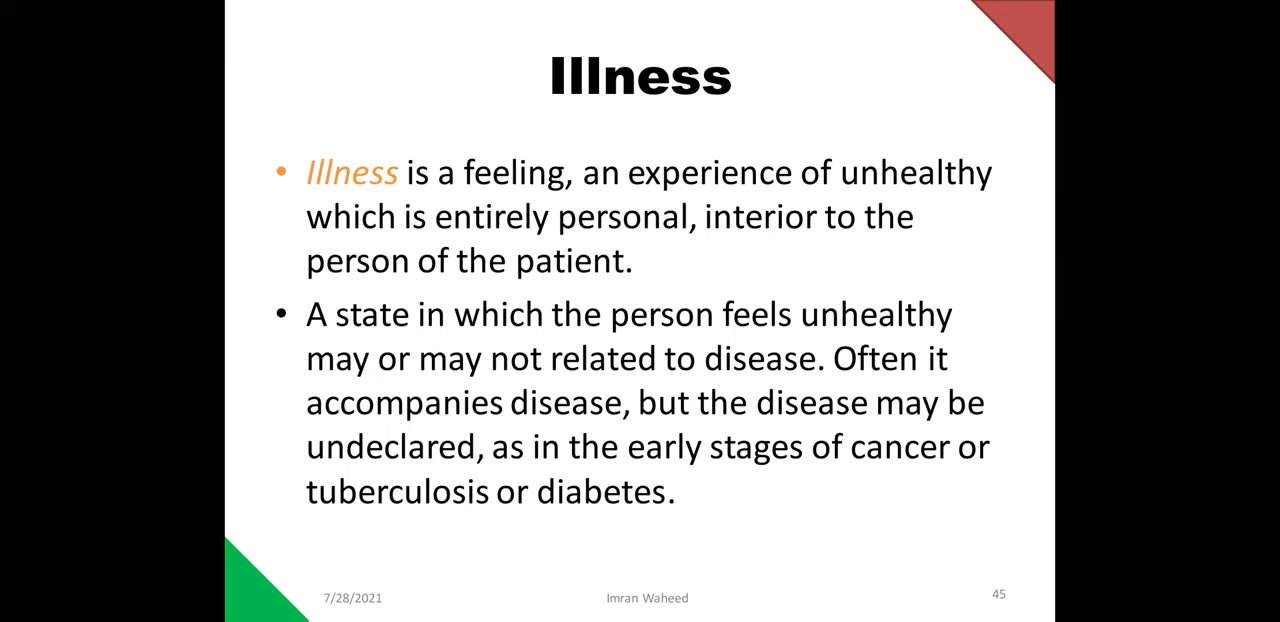 Illness
• Illness is a feeling, an experience of unhealthy
which is entirely personal, interior to the
person of the patient.
• A state in which the person feels unhealthy
may or may not related to disease. Often it
accompanies disease, but the disease may be
undeclared, as in the early stages of cancer or
tuberculosis or diabetes.
7/28/2021 Imran Waheed 45